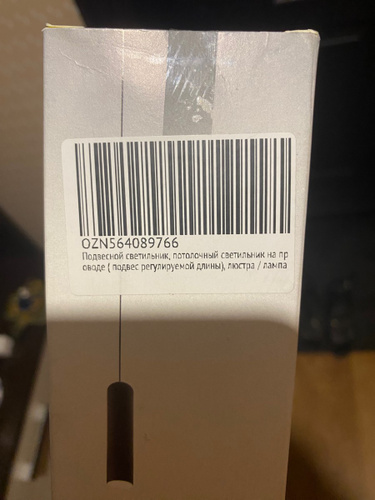 OZN564089766
Подвесной светильник, потолочный светильник на пр
оводе ( подвес регулируемой длины), люстра / лампа